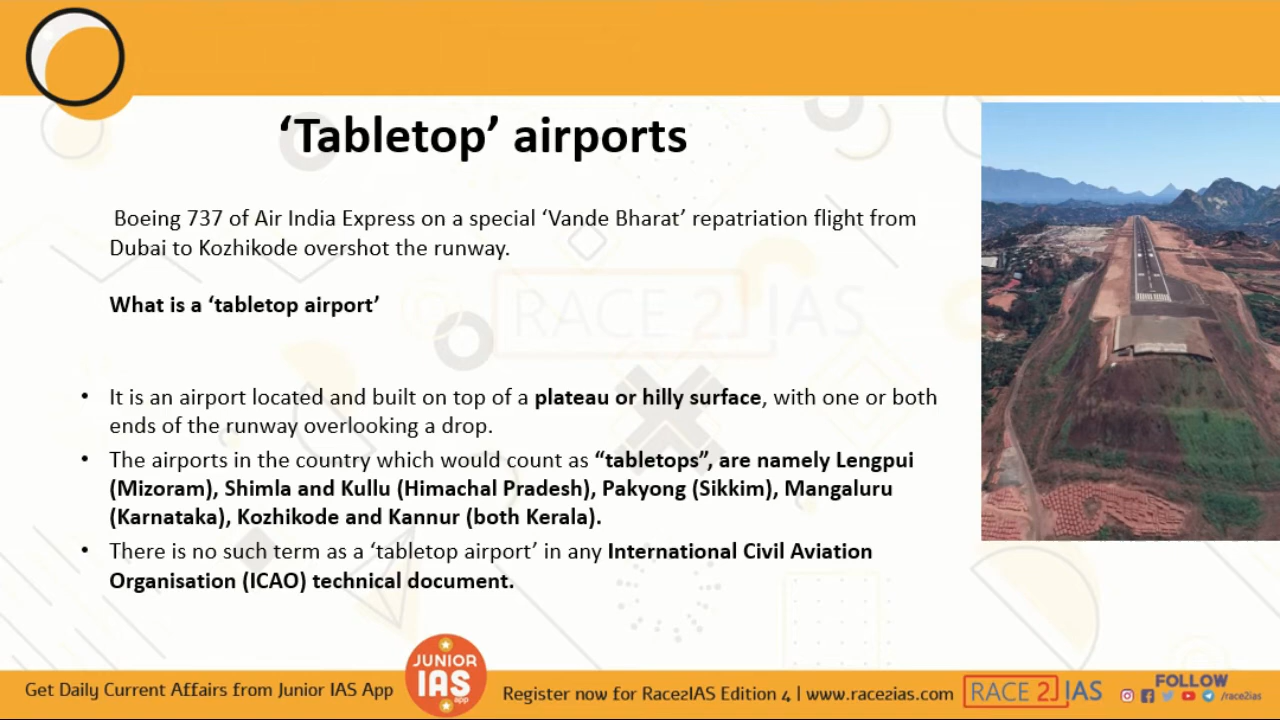 ‘Tabletop’ airports
Boeing 737 of Air India Express on a special ‘Vande Bharat’ repatriation flight from
Dubai to Kozhikode overshot the runway.
What is a ‘tabletop airport’
RACE 2 IAS
• It is an airport located and built on top of a plateau or hilly surface, with one or both
ends of the runway overlooking a drop.
• The airports in the country which would count as “tabletops”, are namely Lengpui
(Mizoram), Shimla and Kullu (Himachal Pradesh), Pakyong (Sikkim), Mangaluru
(Karnataka), Kozhikode and Kannur (both Kerala).
• There is no such term as a ‘tabletop airport’ in any International Civil Aviation
Organisation (ICAO) technical document.
Get Daily Current Affairs from Junior IAS App
JUNIOR
IAS
app
Register now for Race2IAS Edition 4 | www.race2ias.com
RACE 2 IAS
FOLLOW
/race2ias